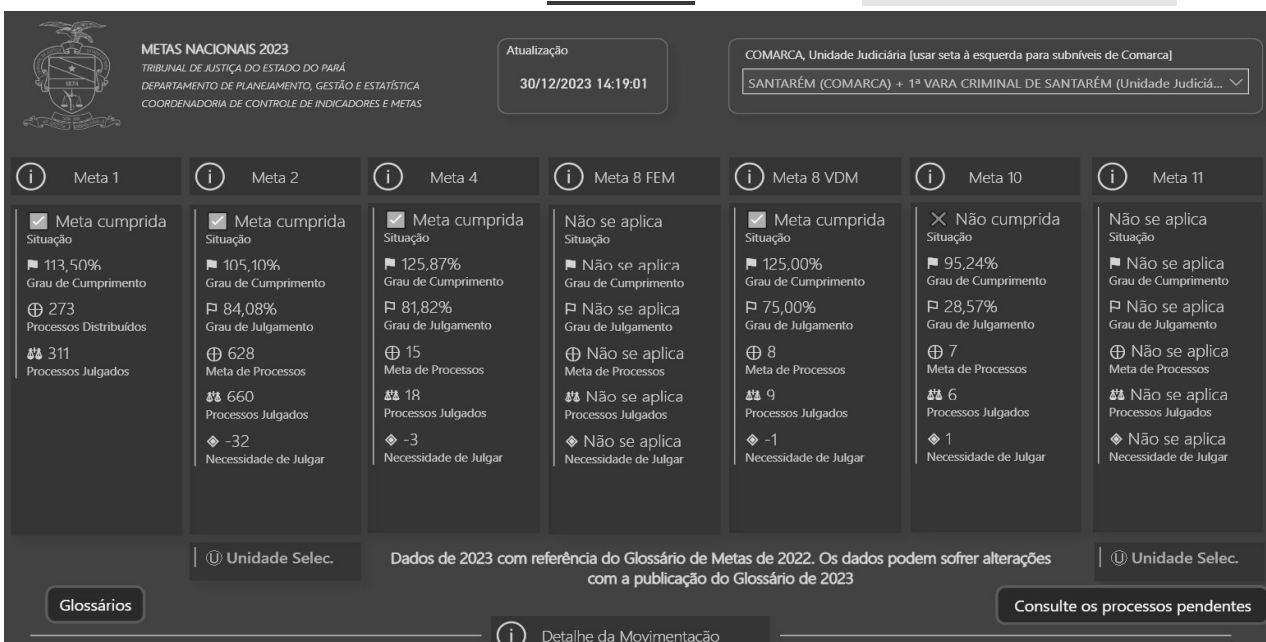 METAS NACIONAIS 2023
TRIBUNAL DE JUSTIÇA DO ESTADO DO PARÁ
DEPARTAMENTO DE PLANEJAMENTO, GESTÃO E ESTATÍSTICA
COORDENADORIA DE CONTROLE DE INDICADORES E METAS
Atualização
30/12/2023 14:19:01
COMARCA, Unidade Judiciária [usar seta à esquerda para subníveis de Comarca]
SANTARÉM (COMARCA) + 1ª VARA CRIMINAL DE SANTARÉM (Unidade Judiciá...
Meta 1
Meta cumprida
Situação
113,50%
Grau de Cumprimento
273
Processos Distribuídos
311
Processos Julgados
Meta 2
Meta cumprida
Situação
105,10%
Grau de Cumprimento
84,08%
Grau de Julgamento
628
Meta de Processos
660
Processos Julgados
-32
Necessidade de Julgar
Unidade Selec.
Meta 4
Meta cumprida
Situação
125,87%
Grau de Cumprimento
81,82%
Grau de Julgamento
15
Meta de Processos
18
Processos Julgados
-3
Necessidade de Julgar
Meta 8 FEM
Não se aplica
Situação
Não se aplica
Grau de Cumprimento
Não se aplica
Grau de Julgamento
Não se aplica
Meta de Processos
Não se aplica
Processos Julgados
Não se aplica
Necessidade de Julgar
Meta 8 VDM
Meta cumprida
Situação
125,00%
Grau de Cumprimento
75,00%
Grau de Julgamento
8
Meta de Processos
9
Processos Julgados
-1
Necessidade de Julgar
Meta 10
Não cumprida
Situação
95,24%
Grau de Cumprimento
28,57%
Grau de Julgamento
7
Meta de Processos
6
Processos Julgados
1
Necessidade de Julgar
Meta 11
Não se aplica
Situação
Não se aplica
Grau de Cumprimento
Não se aplica
Grau de Julgamento
Não se aplica
Meta de Processos
Não se aplica
Processos Julgados
Não se aplica
Necessidade de Julgar
Unidade Selec.
Dados de 2023 com referência do Glossário de Metas de 2022. Os dados podem sofrer alterações
com a publicação do Glossário de 2023
Glossários
Consulte os processos pendentes
Detalhe da Movimentação